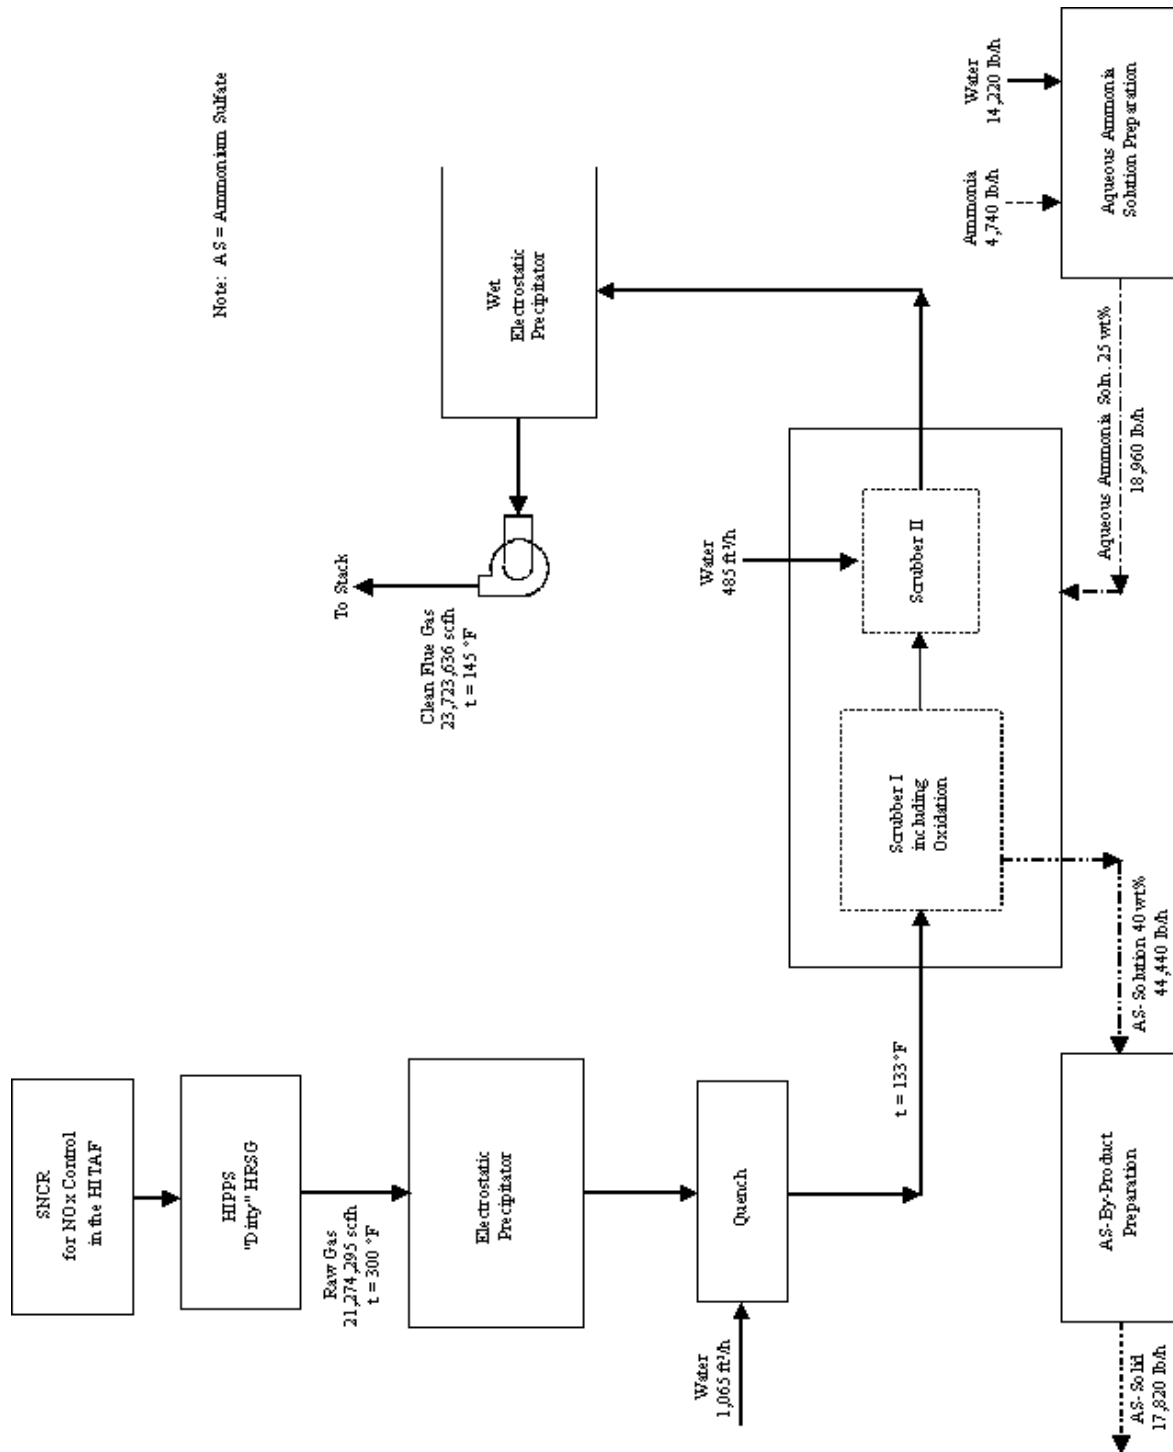 SNCR
for NOx Control
in the HITAF
HIPPS
"Dirty" HRSG
Raw Gas
21,274,295 scfh
t = 300 °F
Electrostatic
Precipitator
Water
1,065 ft³/h
Quench
t = 133 °F
Scrubber I
including
Oxidation
Scrubber II
Water
485 ft³/h
Wet
Electrostatic
Precipitator
To Stack
Clean Flue Gas
23,723,636 scfh
t = 145 °F
Note: AS = Ammonium Sulfate
Ammonia
4,740 lb/h
Water
14,220 lb/h
Aqueous Ammonia
Solution Preparation
Aqueous Ammonia Soln. 25 wt%
18,960 lb/h
AS-Solution 40 wt%
44,440 lb/h
AS-By-Product
Preparation
AS-Solid
17,820 lb/h